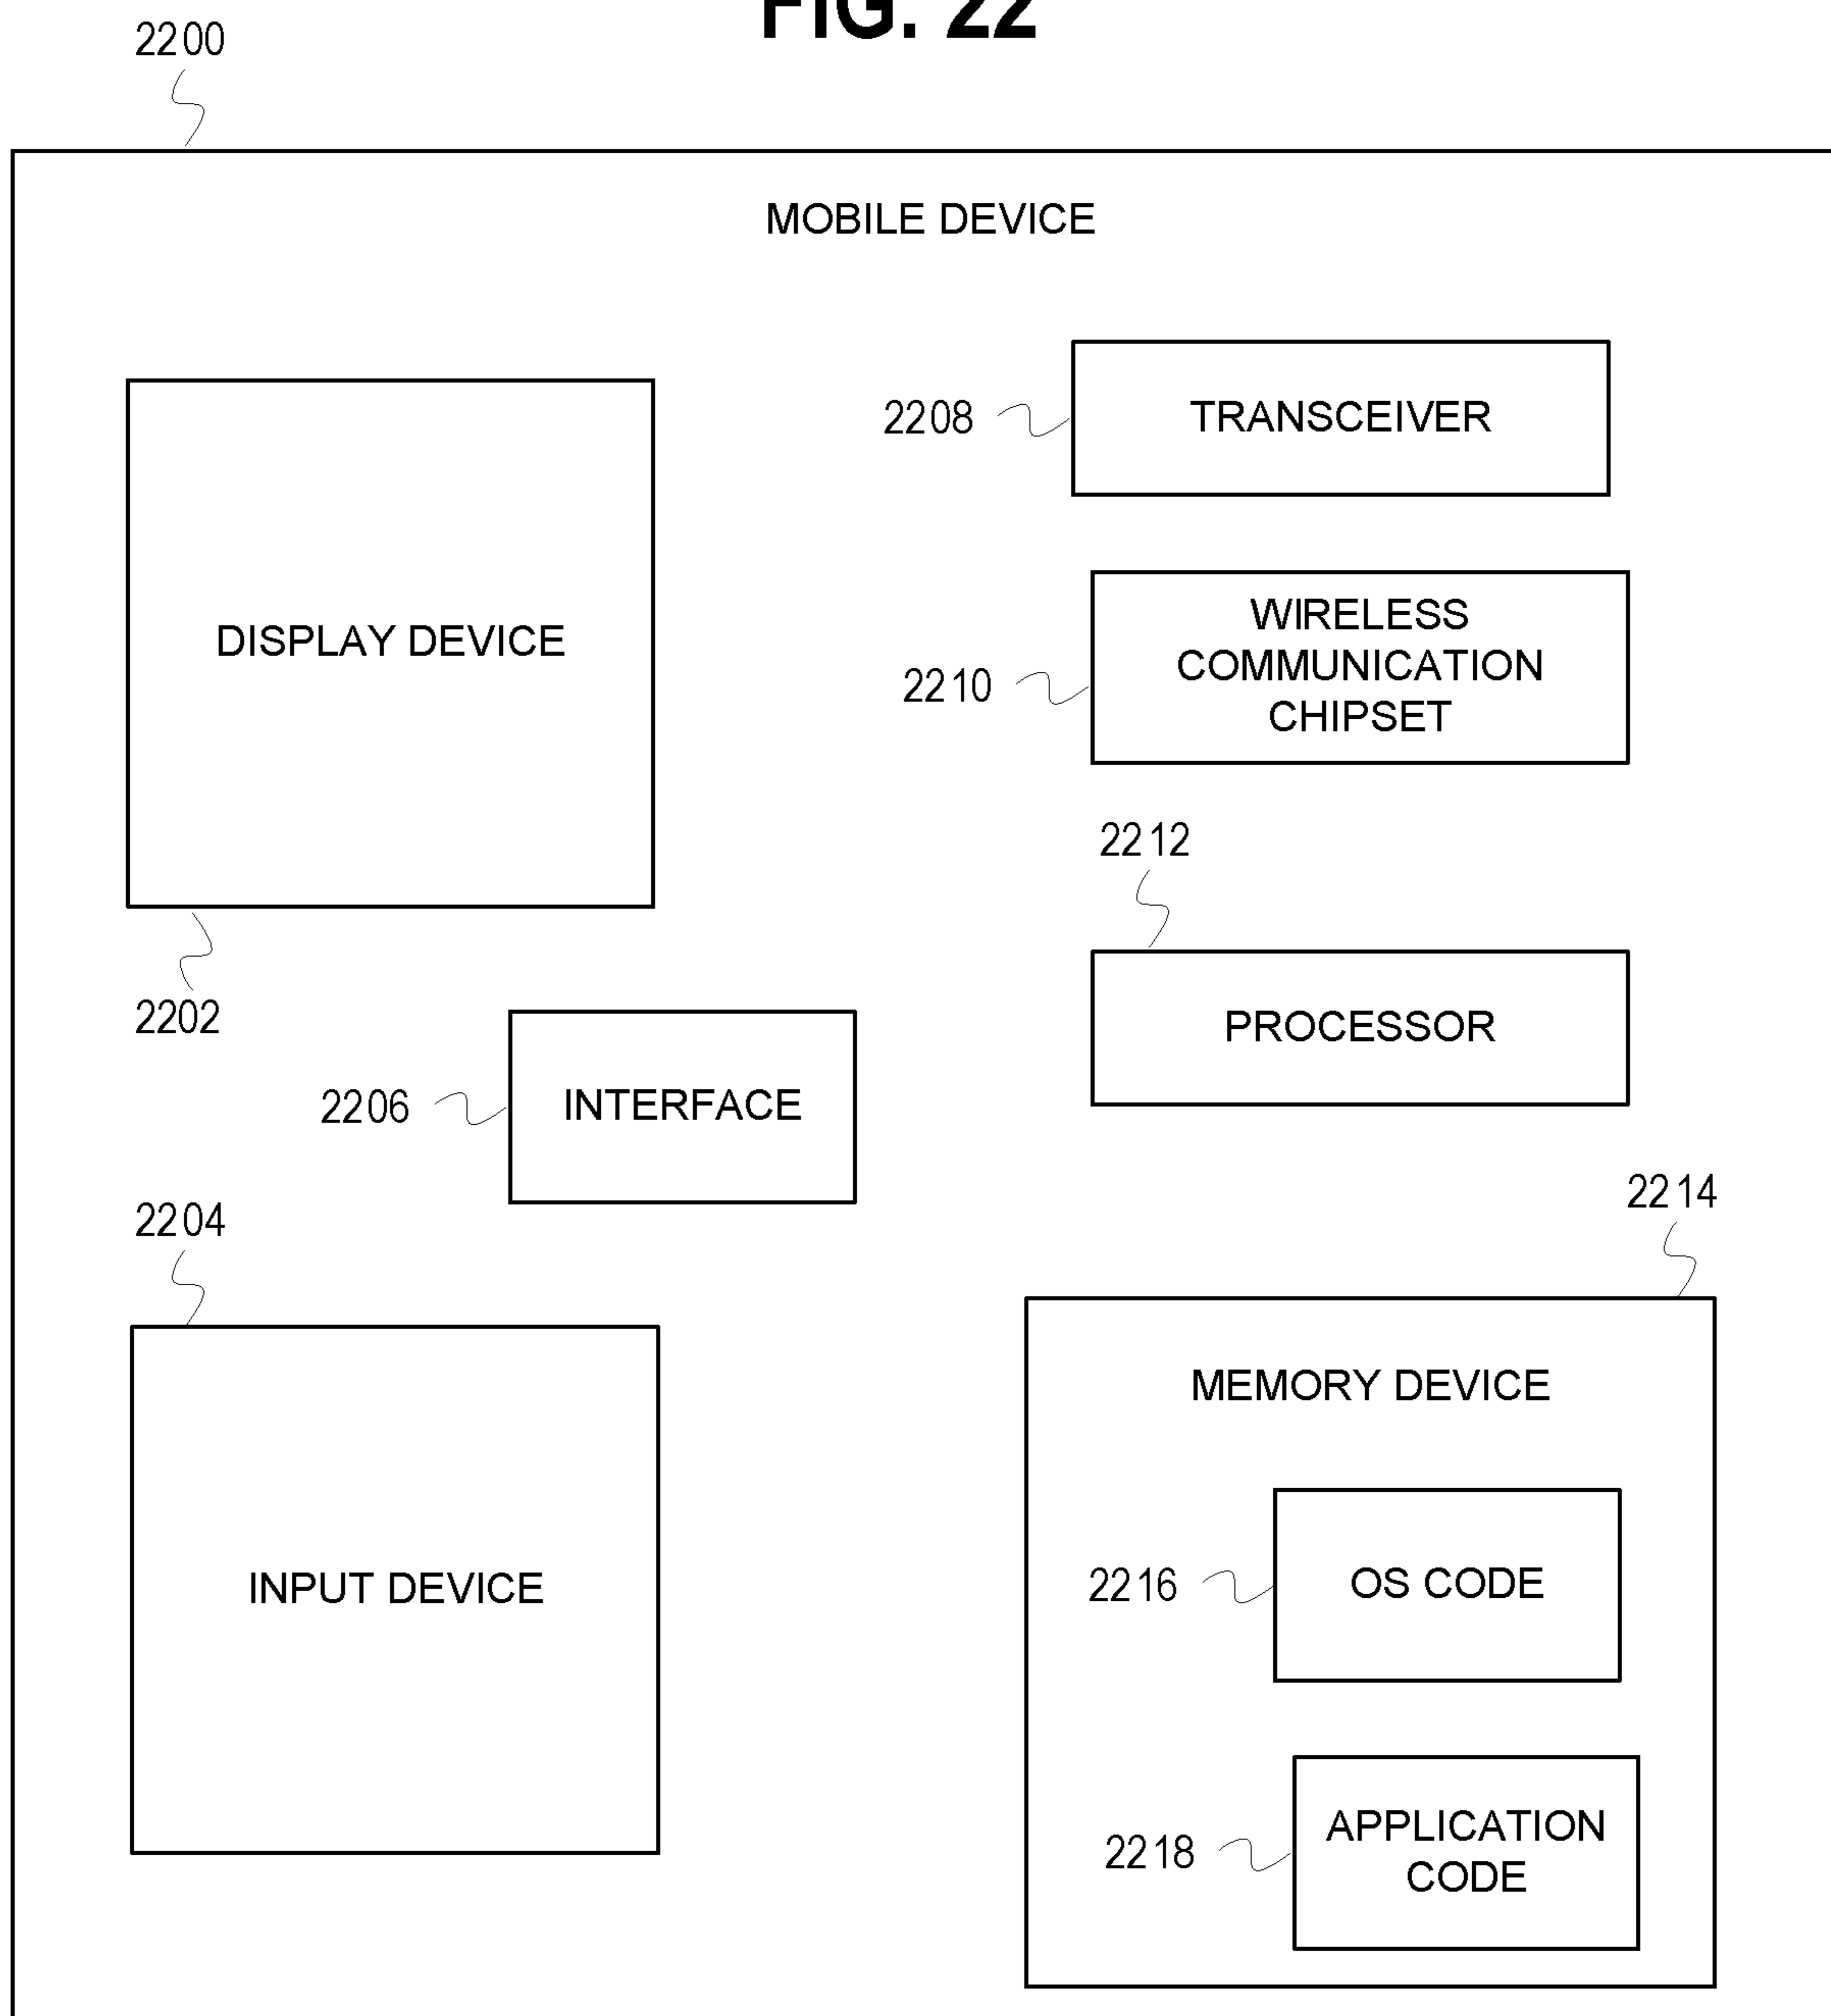 FIG. 22
2200
MOBILE DEVICE
2208
TRANSCEIVER
DISPLAY DEVICE
2210
WIRELESS
COMMUNICATION
CHIPSET
2212
2202
PROCESSOR
2206
INTERFACE
2204
2214
MEMORY DEVICE
INPUT DEVICE
2216
OS CODE
2218
APPLICATION
CODE